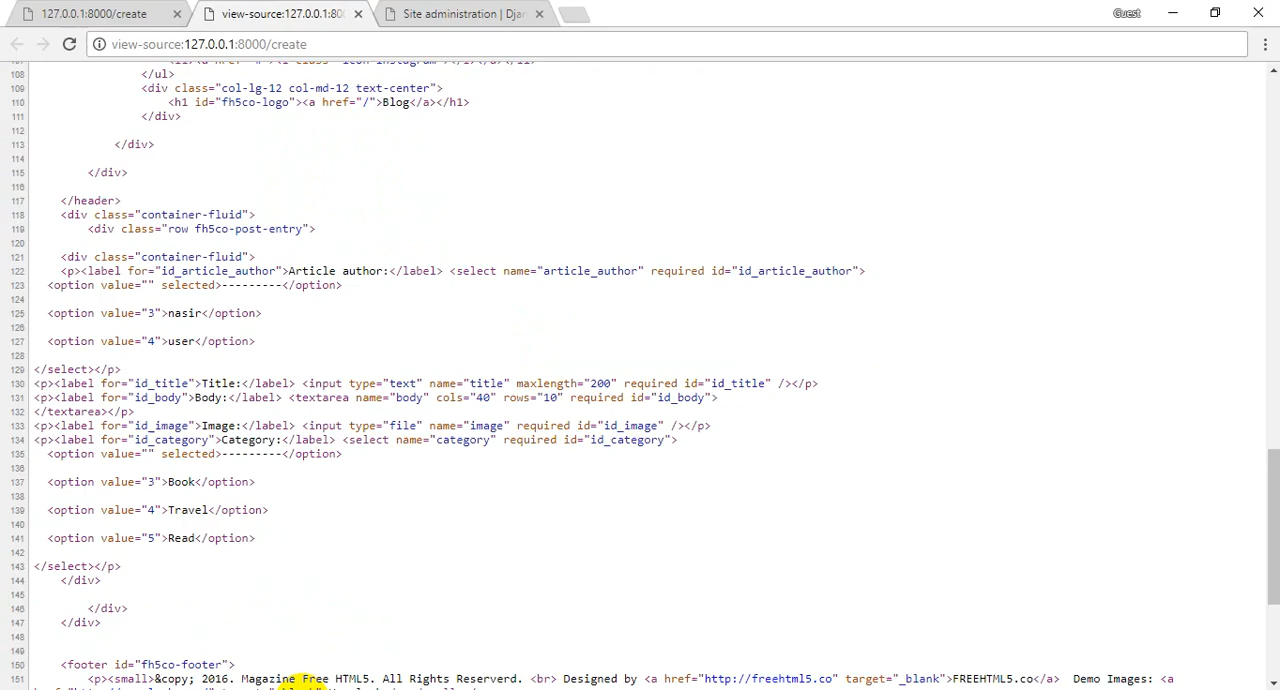 127.0.0.1:8000/create
view-source:127.0.0.1:80
Site administration | Dja
Guest
view-source:127.0.0.1:8000/create
108 </ul>
109 <div class="col-lg-12 col-md-12 text-center">
110 <h1 id="fh5co-logo"><a href="/">Blog</a></h1>
111 </div>
112
113 </div>
114
115 </div>
116
117 </header>
118 <div class="container-fluid">
119 <div class="row fh5co-post-entry">
120
121 <div class="container-fluid">
122 <p><label for="id_article_author">Article author:</label> <select name="article_author" required id="id_article_author">
123 <option value="" selected>---------</option>
124
125 <option value="3">nasir</option>
126
127 <option value="4">user</option>
128
129 </select></p>
130 <p><label for="id_title">Title:</label> <input type="text" name="title" maxlength="200" required id="id_title" /></p>
131 <p><label for="id_body">Body:</label> <textarea name="body" cols="40" rows="10" required id="id_body">
132 </textarea></p>
133 <p><label for="id_image">Image:</label> <input type="file" name="image" required id="id_image" /></p>
134 <p><label for="id_category">Category:</label> <select name="category" required id="id_category">
135 <option value="" selected>---------</option>
136
137 <option value="3">Book</option>
138
139 <option value="4">Travel</option>
140
141 <option value="5">Read</option>
142
143 </select></p>
144 </div>
145
146 </div>
147 </div>
148
149
150 <footer id="fh5co-footer">
151 <p><small>&copy; 2016. Magazine Free HTML5. All Rights Reserverd. <br> Designed by <a href="http://freehtml5.co" target="_blank">FREEHTML5.co</a> Demo Images: <a